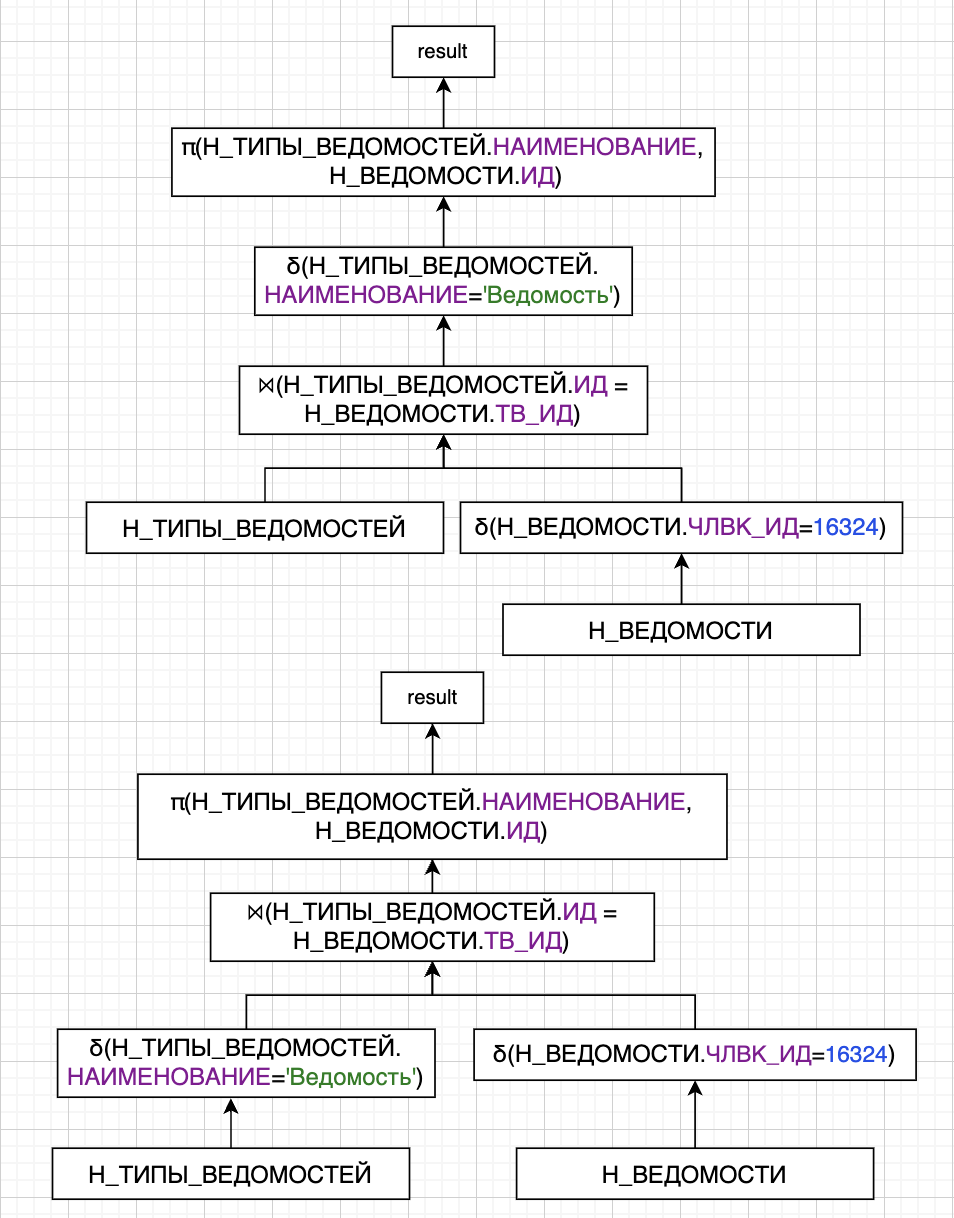 result
π(Н_ТИПЫ_ВЕДОМОСТЕЙ.НАИМЕНОВАНИЕ,
Н_ВЕДОМОСТИ.ИД)
δ(Н_ТИПЫ_ВЕДОМОСТЕЙ.
НАИМЕНОВАНИЕ='Ведомость')
⋈(Н_ТИПЫ_ВЕДОМОСТЕЙ.ИД =
Н_ВЕДОМОСТИ.ТВ_ИД)
Н_ТИПЫ_ВЕДОМОСТЕЙ
δ(Н_ВЕДОМОСТИ.ЧЛВК_ИД=16324)
Н_ВЕДОМОСТИ
result
π(Н_ТИПЫ_ВЕДОМОСТЕЙ.НАИМЕНОВАНИЕ,
Н_ВЕДОМОСТИ.ИД)
⋈(Н_ТИПЫ_ВЕДОМОСТЕЙ.ИД =
Н_ВЕДОМОСТИ.ТВ_ИД)
δ(Н_ТИПЫ_ВЕДОМОСТЕЙ.
НАИМЕНОВАНИЕ='Ведомость')
δ(Н_ВЕДОМОСТИ.ЧЛВК_ИД=16324)
Н_ТИПЫ_ВЕДОМОСТЕЙ
Н_ВЕДОМОСТИ